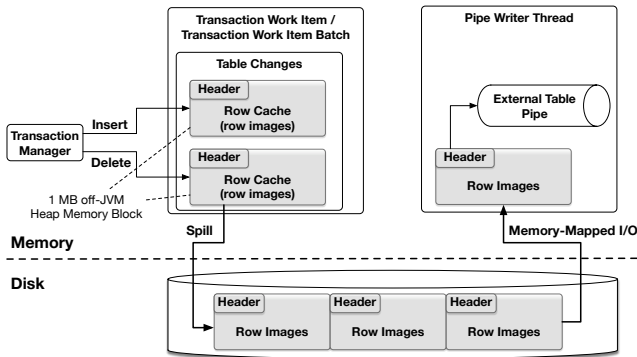 Transaction Work Item /
Transaction Work Item Batch
Table Changes
Header
Row Cache
(row images)
Header
Row Cache
(row images)
Transaction
Manager
Insert
Delete
1 MB off-JVM
Heap Memory Block
Pipe Writer Thread
External Table
Pipe
Header
Row Images
Spill
Memory-Mapped I/O
Memory
Disk
Header
Row Images
Header
Row Images
Header
Row Images